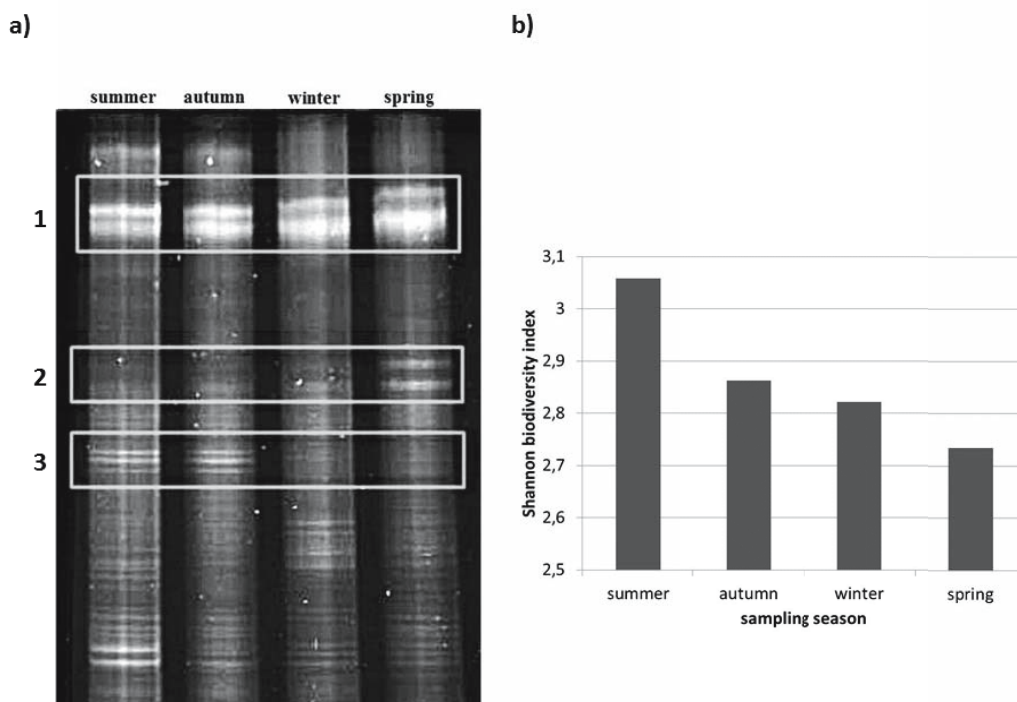 a)
summer autumn winter spring
1
2
3
b)
Shannon biodiversity index
3,1
3
2,9
2,8
2,7
2,6
2,5
summer autumn winter spring
sampling season